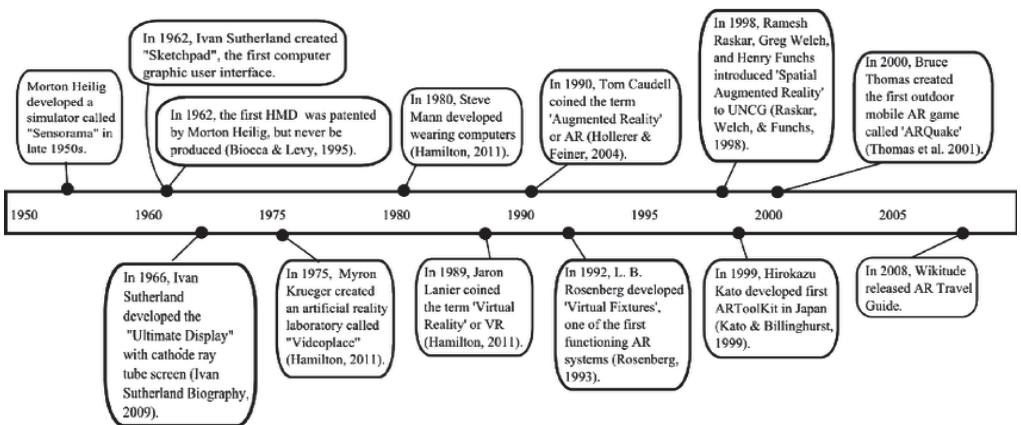 Morton Heilig
developed a
simulator called
"Sensorama" in
late 1950s.
In 1962, Ivan Sutherland created
"Sketchpad", the first computer
graphic user interface.
In 1962, the first HMD was patented
by Morton Heilig, but never be
produced (Biocca & Levy, 1995).
In 1980, Steve
Mann developed
wearing computers
(Hamilton, 2011).
In 1990, Tom Caudell
coined the term
'Augmented Reality'
or AR (Hollerer &
Feiner, 2004).
In 1998, Ramesh
Raskar, Greg Welch,
and Henry Funchs
introduced 'Spatial
Augmented Reality'
to UNCG (Raskar,
Welch, & Funchs,
1998).
In 2000, Bruce
Thomas created
the first outdoor
mobile AR game
called 'ARQuake'
(Thomas et al. 2001).
1950 1960 1975 1980 1990 1995 2000 2005
In 1966, Ivan
Sutherland
developed the
"Ultimate Display"
with cathode ray
tube screen (Ivan
Sutherland Biography,
2009).
In 1975, Myron
Krueger created
an artificial reality
laboratory called
"Videoplace"
(Hamilton, 2011).
In 1989, Jaron
Lanier coined
the term 'Virtual
Reality' or VR
(Hamilton, 2011).
In 1992, L. B.
Rosenberg developed
'Virtual Fixtures',
one of the first
functioning AR
systems (Rosenberg,
1993).
In 1999, Hirokazu
Kato developed first
ARToolKit in Japan
(Kato & Billinghurst,
1999).
In 2008, Wikitude
released AR Travel
Guide.